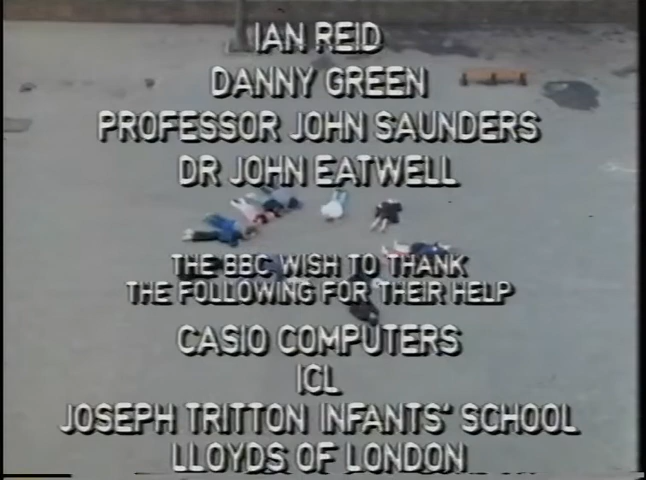 IAN REID
DANNY GREEN
PROFESSOR JOHN SAUNDERS
DR JOHN EATWELL
THE BBC WISH TO THANK
THE FOLLOWING FOR THEIR HELP
CASIO COMPUTERS
ICL
JOSEPH TRITTON INFANTS' SCHOOL
LLOYDS OF LONDON